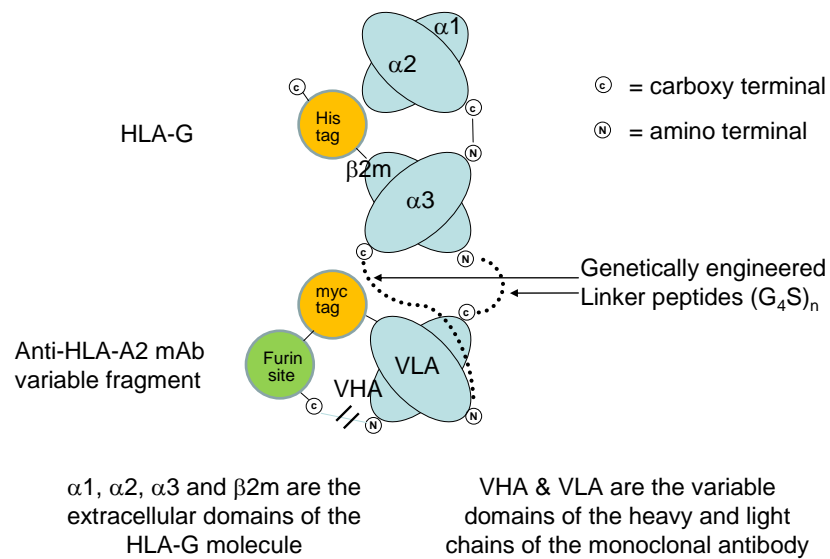 α1
α2
ⓒ = carboxy terminal
c
c
His
tag
HLA-G
N = amino terminal
N
β2m
α3
c
N
Genetically engineered
Linker peptides (G₄S)ₙ
myc
tag
c
Anti-HLA-A2 mAb
variable fragment
Furin
site
VLA
VHA
c
N
N
α1, α2, α3 and β2m are the
extracellular domains of the
HLA-G molecule
VHA & VLA are the variable
domains of the heavy and light
chains of the monoclonal antibody